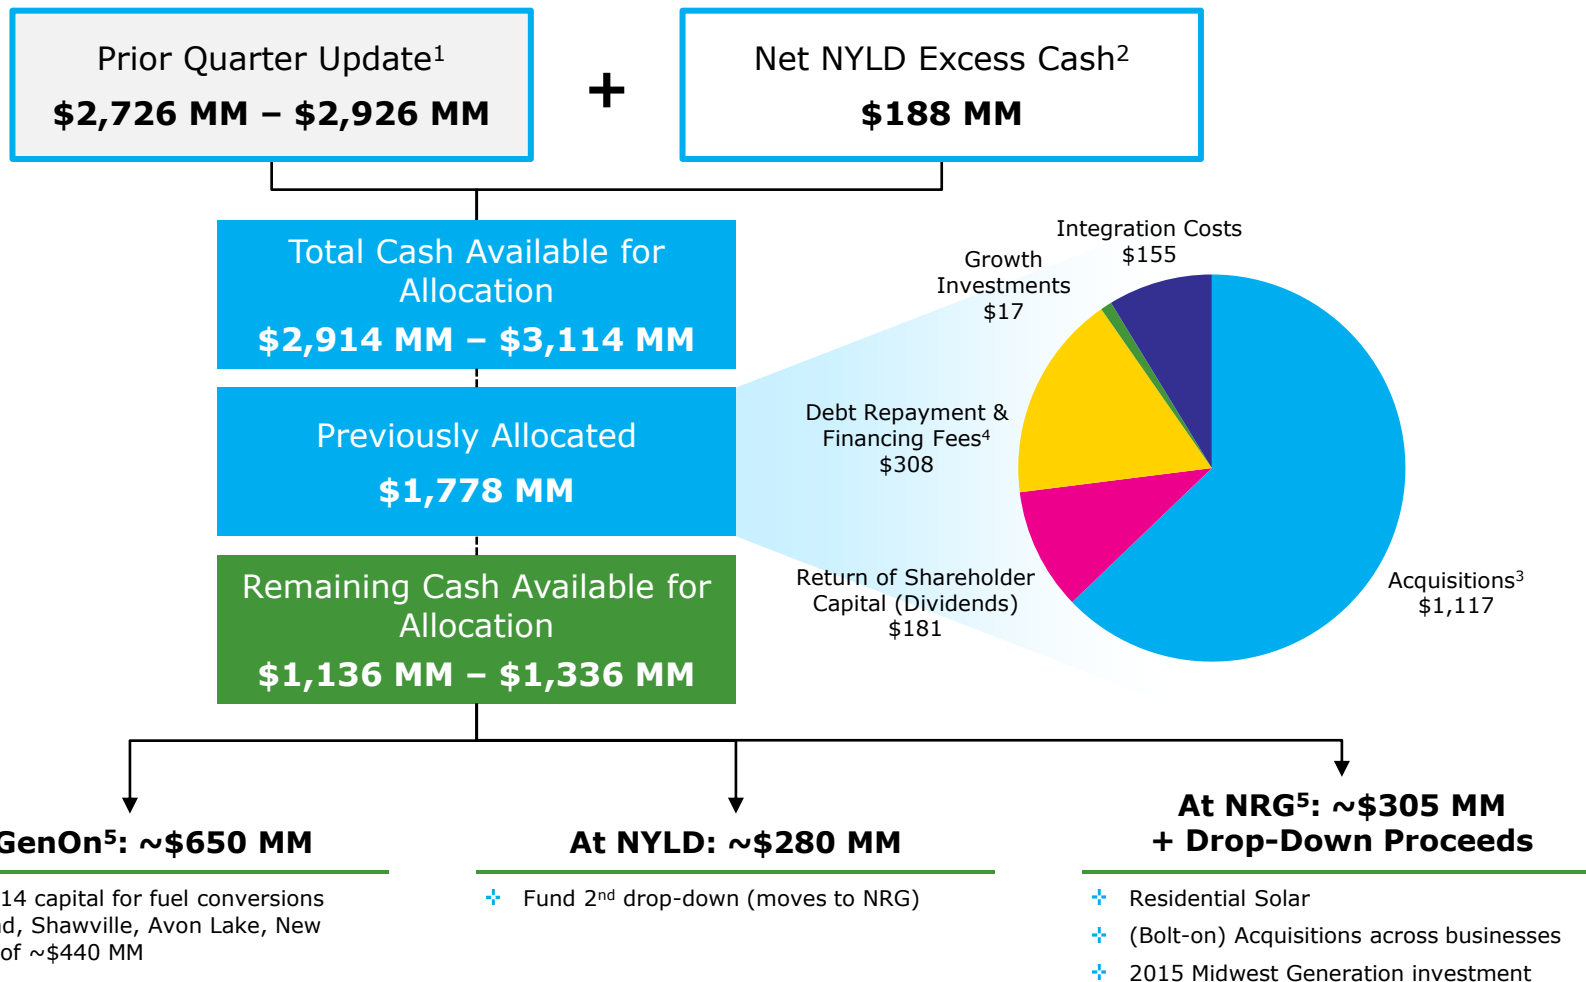 Prior Quarter Update1
$2,726 MM – $2,926 MM
+
Net NYLD Excess Cash2
$188 MM
Total Cash Available for
Allocation
$2,914 MM – $3,114 MM
Previously Allocated
$1,778 MM
Remaining Cash Available for
Allocation
$1,136 MM – $1,336 MM
Integration Costs
$155
Growth
Investments
$17
Debt Repayment &
Financing Fees4
$308
Return of Shareholder
Capital (Dividends)
$181
Acquisitions3
$1,117
GenOn5: ~$650 MM
14 capital for fuel conversions
d, Shawville, Avon Lake, New
of ~$440 MM
At NYLD: ~$280 MM
Fund 2nd drop-down (moves to NRG)
At NRG5: ~$305 MM
+ Drop-Down Proceeds
Residential Solar
(Bolt-on) Acquisitions across businesses
2015 Midwest Generation investment